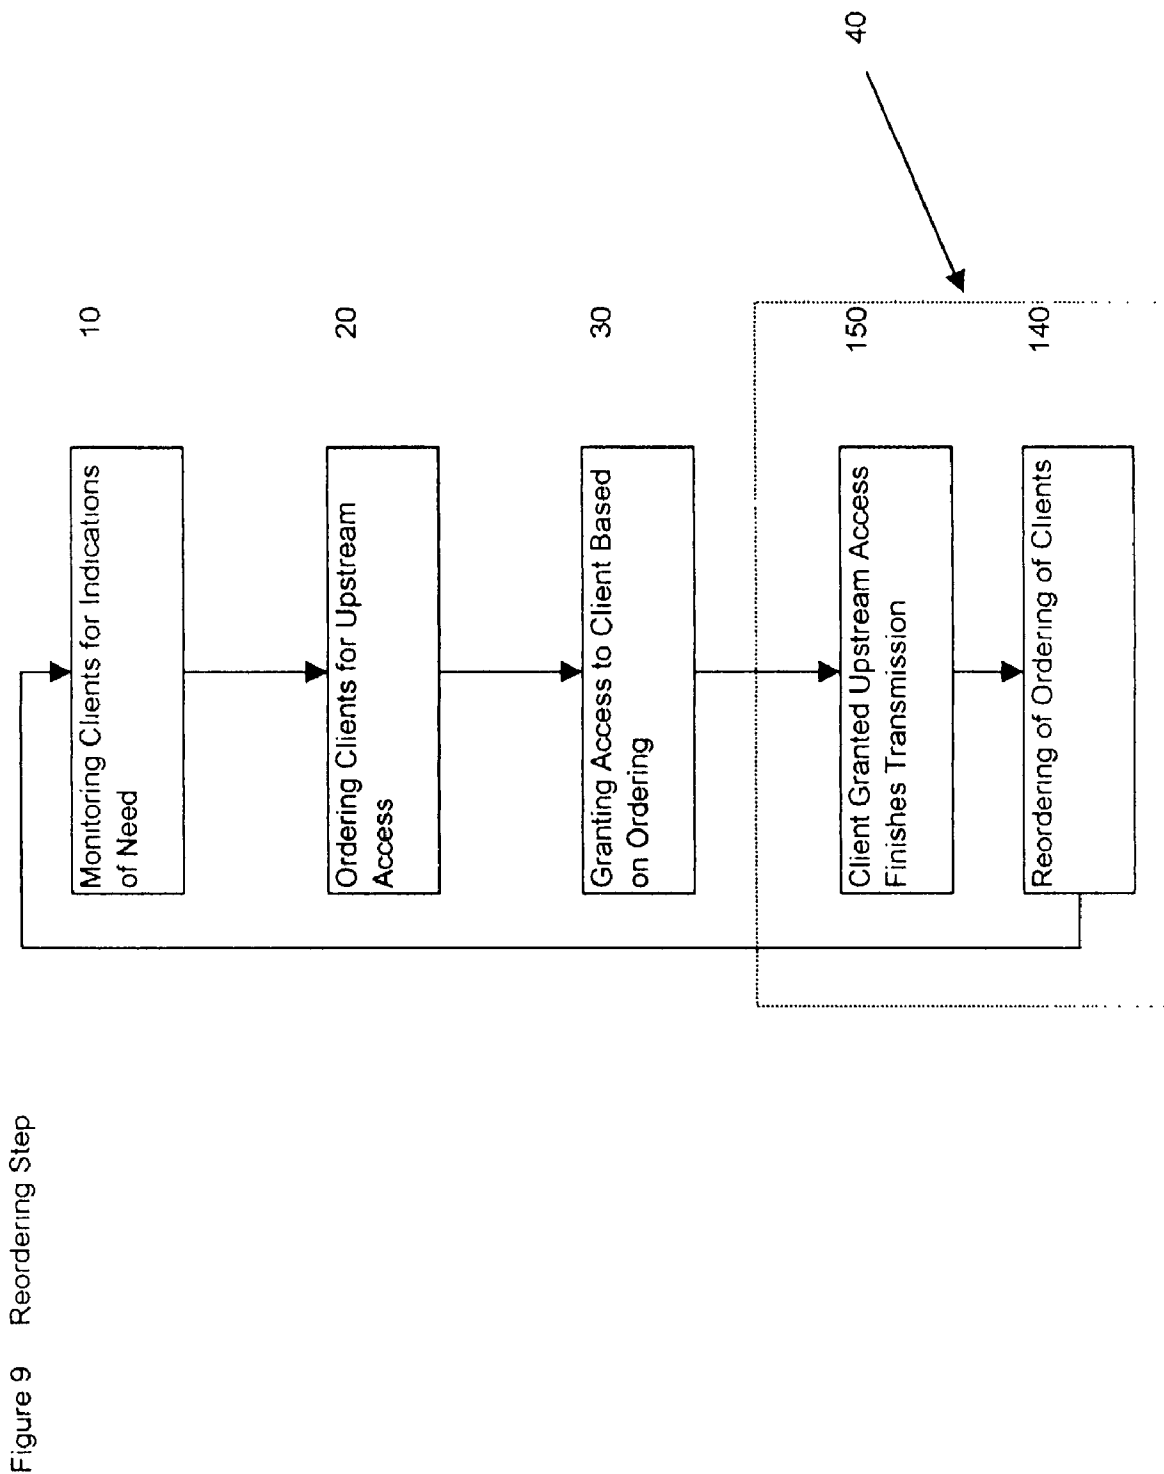 Figure 9 Reordering Step
40
Monitoring Clients for Indications
of Need
10
Ordering Clients for Upstream
Access
20
Granting Access to Client Based
on Ordering
30
Client Granted Upstream Access
Finishes Transmission
150
Reordering of Ordering of Clients
140